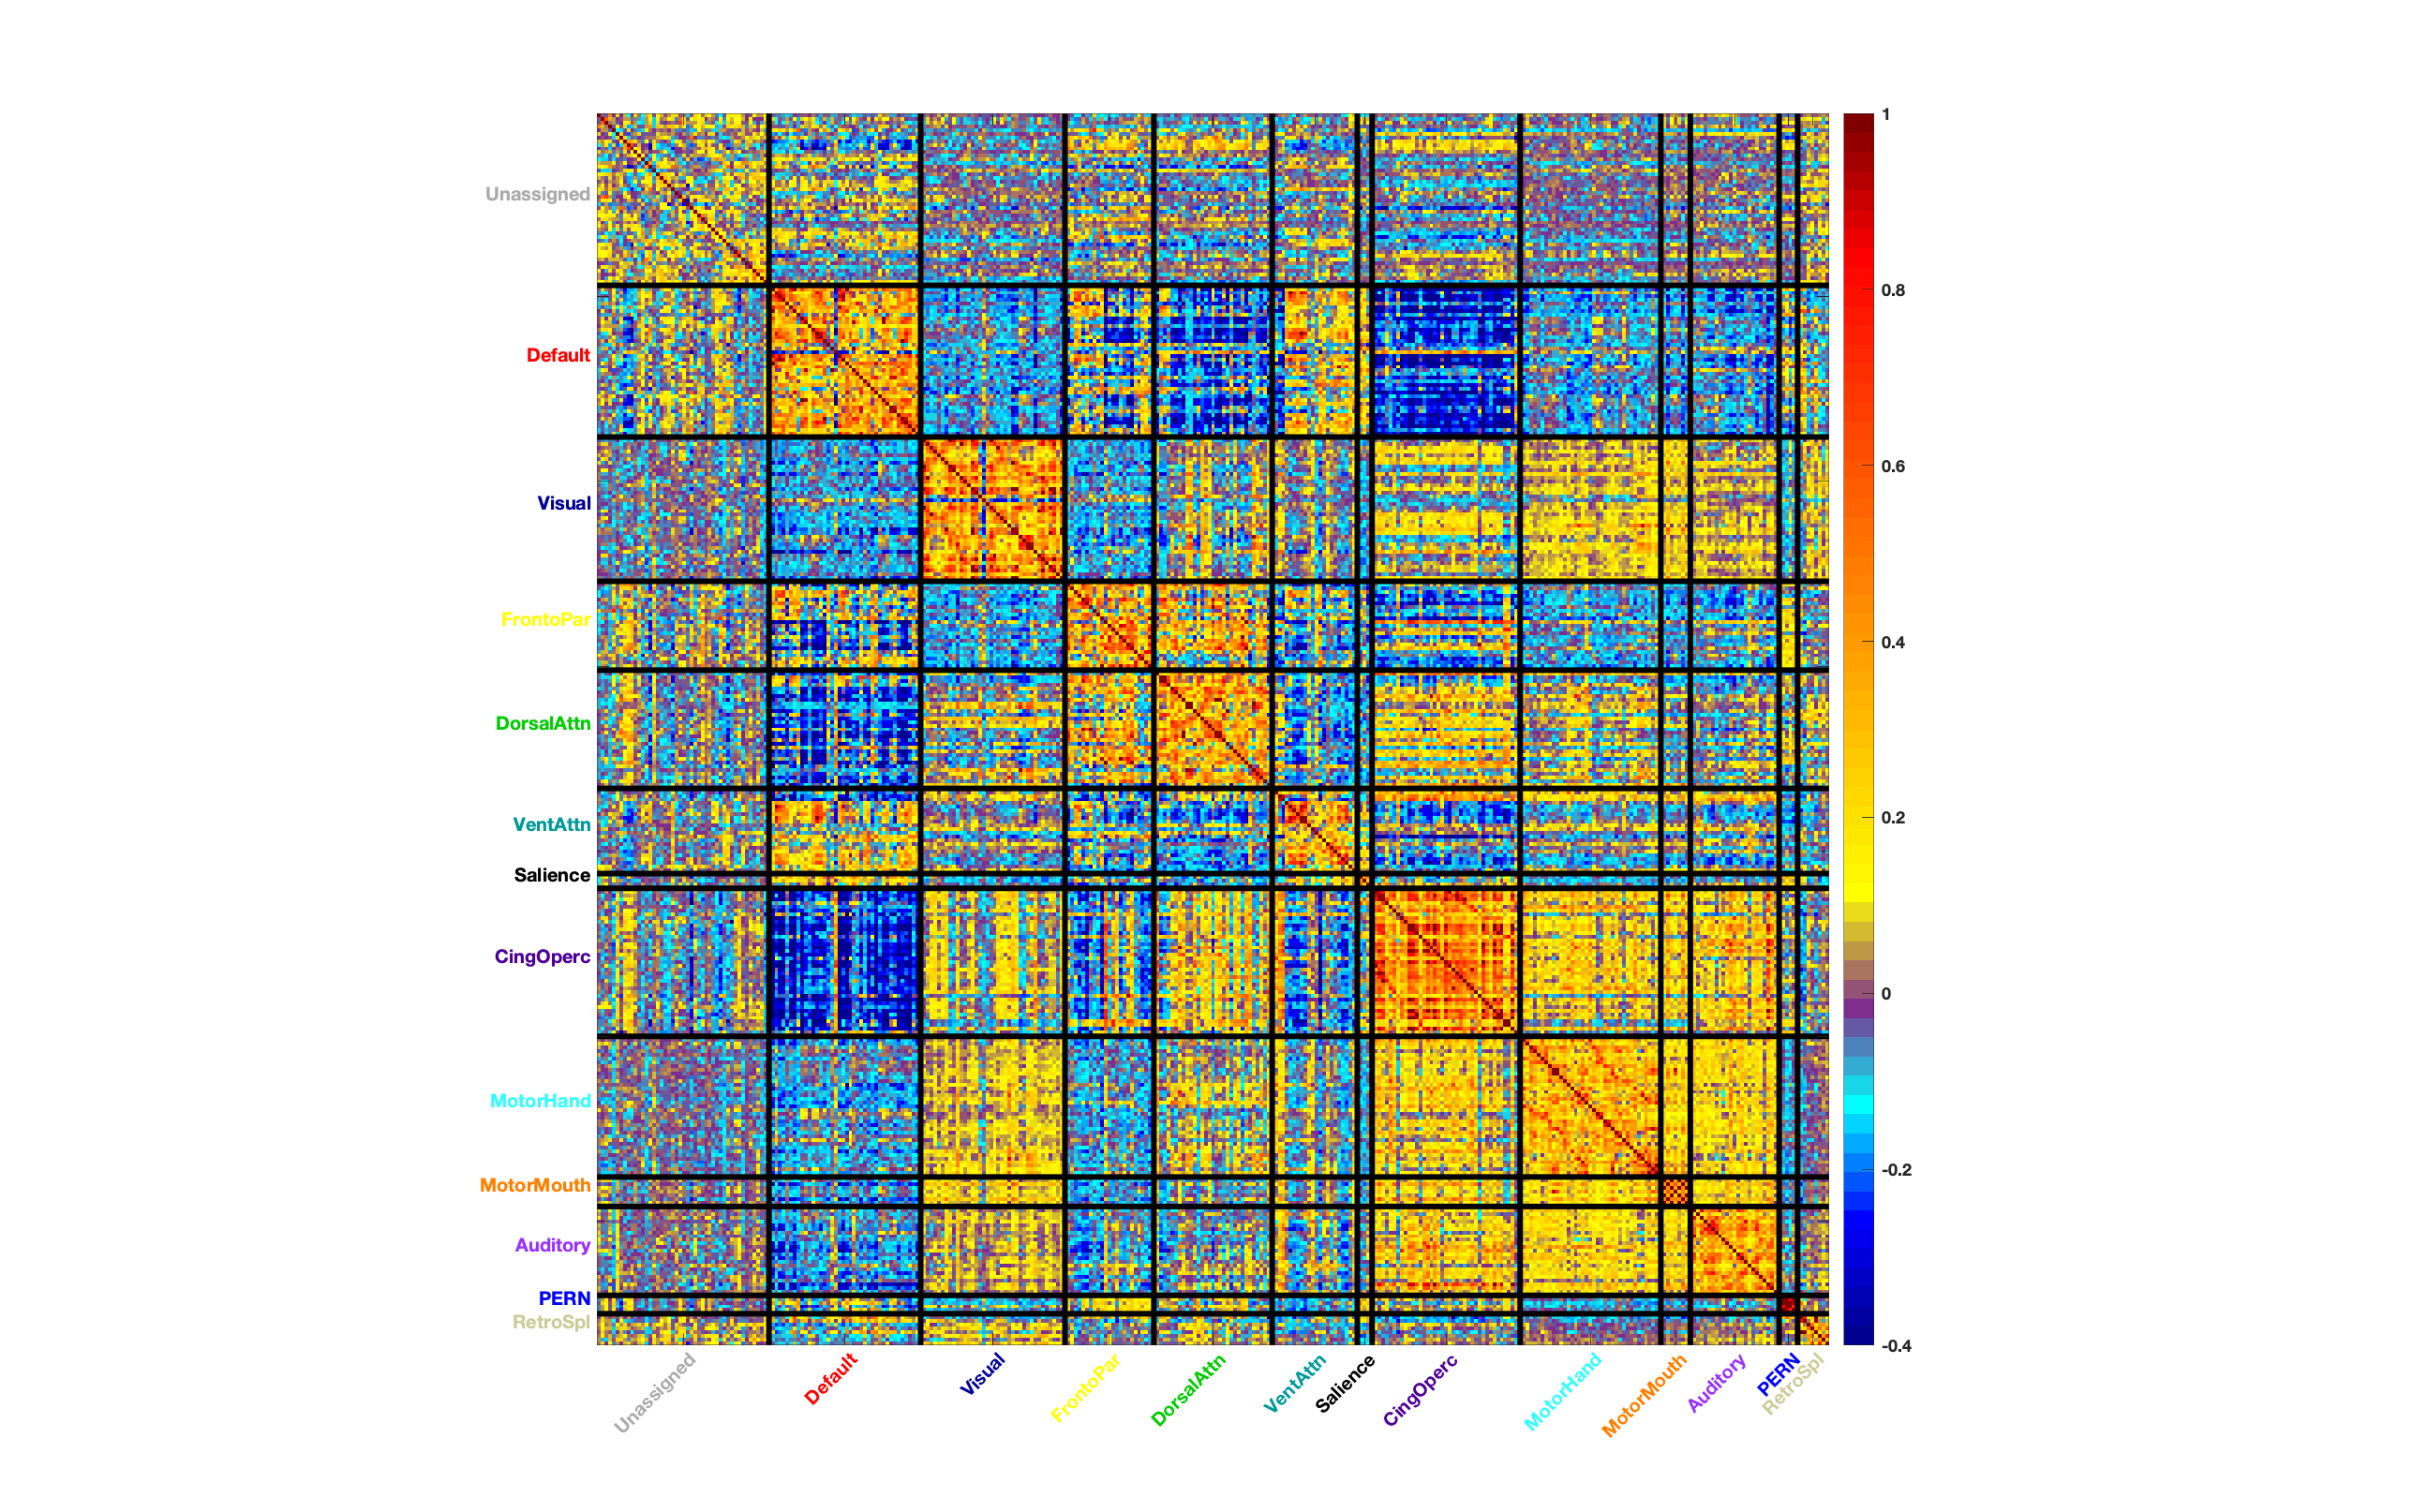 Unassigned
Default
Visual
FrontoPar
DorsalAttn
VentAttn
Salience
CingOperc
MotorHand
MotorMouth
Auditory
PERN
RetroSpl
Unassigned
Default
Visual
FrontoPar
DorsalAttn
VentAttn
Salience
CingOperc
MotorHand
MotorMouth
Auditory
PERN
RetroSpl
1
0.8
0.6
0.4
0.2
0
-0.2
-0.4